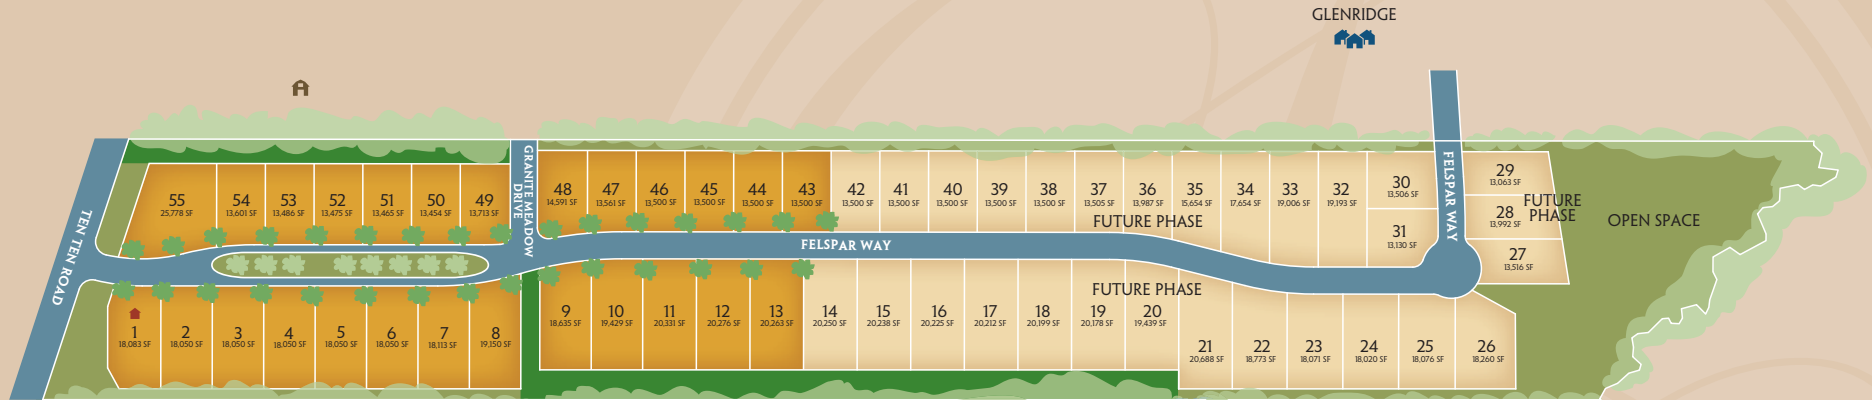 GLENRIDGE
TEN TEN ROAD
55
25,778 SF
54
13,601 SF
53
13,486 SF
52
13,475 SF
51
13,465 SF
50
13,454 SF
49
13,713 SF
GRANITE MEADOW
DRIVE
48
14,591 SF
47
13,561 SF
46
13,500 SF
45
13,500 SF
44
13,500 SF
43
13,500 SF
42
13,500 SF
41
13,500 SF
40
13,500 SF
39
13,500 SF
38
13,500 SF
37
13,505 SF
36
13,987 SF
35
15,654 SF
34
17,654 SF
33
19,006 SF
32
19,193 SF
30
13,506 SF
31
13,130 SF
FUTURE PHASE
FELSPAR WAY
FELSPAR WAY
29
13,063 SF
28
13,992 SF
27
13,516 SF
FUTURE
PHASE
OPEN SPACE
1
18,083 SF
2
18,050 SF
3
18,050 SF
4
18,050 SF
5
18,050 SF
6
18,050 SF
7
18,113 SF
8
19,150 SF
9
18,635 SF
10
19,429 SF
11
20,331 SF
12
20,276 SF
13
20,263 SF
14
20,250 SF
15
20,238 SF
16
20,225 SF
17
20,212 SF
18
20,199 SF
19
20,178 SF
20
19,439 SF
FUTURE PHASE
21
20,688 SF
22
18,773 SF
23
18,071 SF
24
18,020 SF
25
18,076 SF
26
18,260 SF